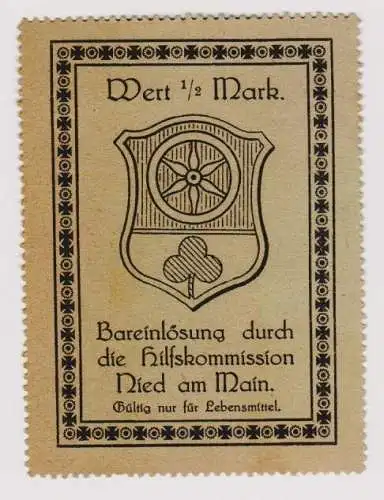 Wert 1/2 Mark.
Bareinlösung durch
die Hilfskommission
Nied am Main.
Gültig nur für Lebensmittel.